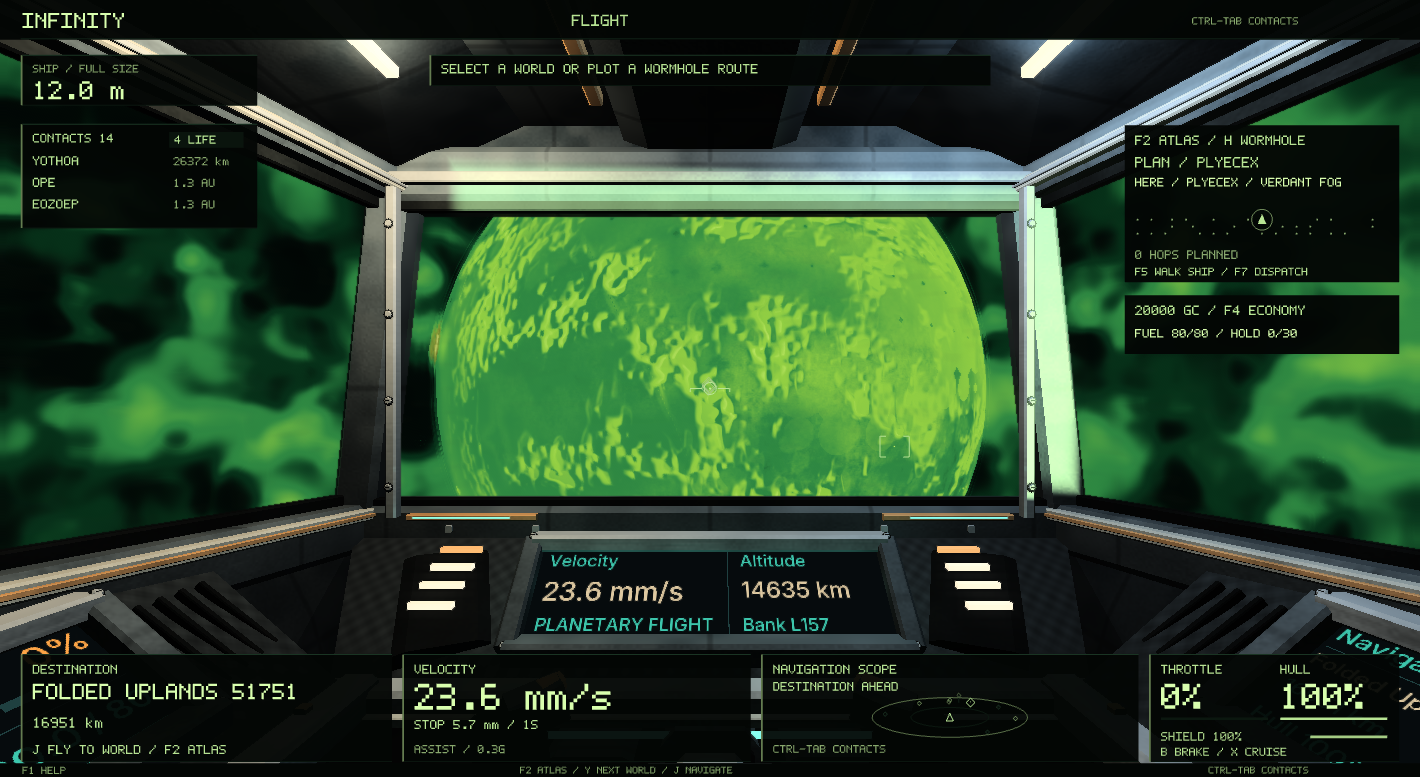 INFINITY
FLIGHT
CTRL-TAB CONTACTS
SHIP / FULL SIZE
12.0 m
SELECT A WORLD OR PLOT A WORMHOLE ROUTE
CONTACTS 14 4 LIFE
YOTHOA 26372 km
OPE 1.3 AU
EOZOEP 1.3 AU
F2 ATLAS / H WORMHOLE
PLAN / PLYECEX
HERE / PLYECEX / VERDANT FOG
0 HOPS PLANNED
F5 WALK SHIP / F7 DISPATCH
20000 GC / F4 ECONOMY
FUEL 80/80 / HOLD 0/30
Velocity
23.6 mm/s
PLANETARY FLIGHT
Altitude
14635 km
Bank L157
DESTINATION
FOLDED UPLANDS 51751
16951 km
J FLY TO WORLD / F2 ATLAS
VELOCITY
23.6 mm/s
STOP 5.7 mm / 1S
ASSIST / 0.3G
NAVIGATION SCOPE
DESTINATION AHEAD
CTRL-TAB CONTACTS
THROTTLE
0%
HULL
100%
SHIELD 100%
B BRAKE / X CRUISE
F1 HELP
F2 ATLAS / Y NEXT WORLD / J NAVIGATE
CTRL-TAB CONTACTS